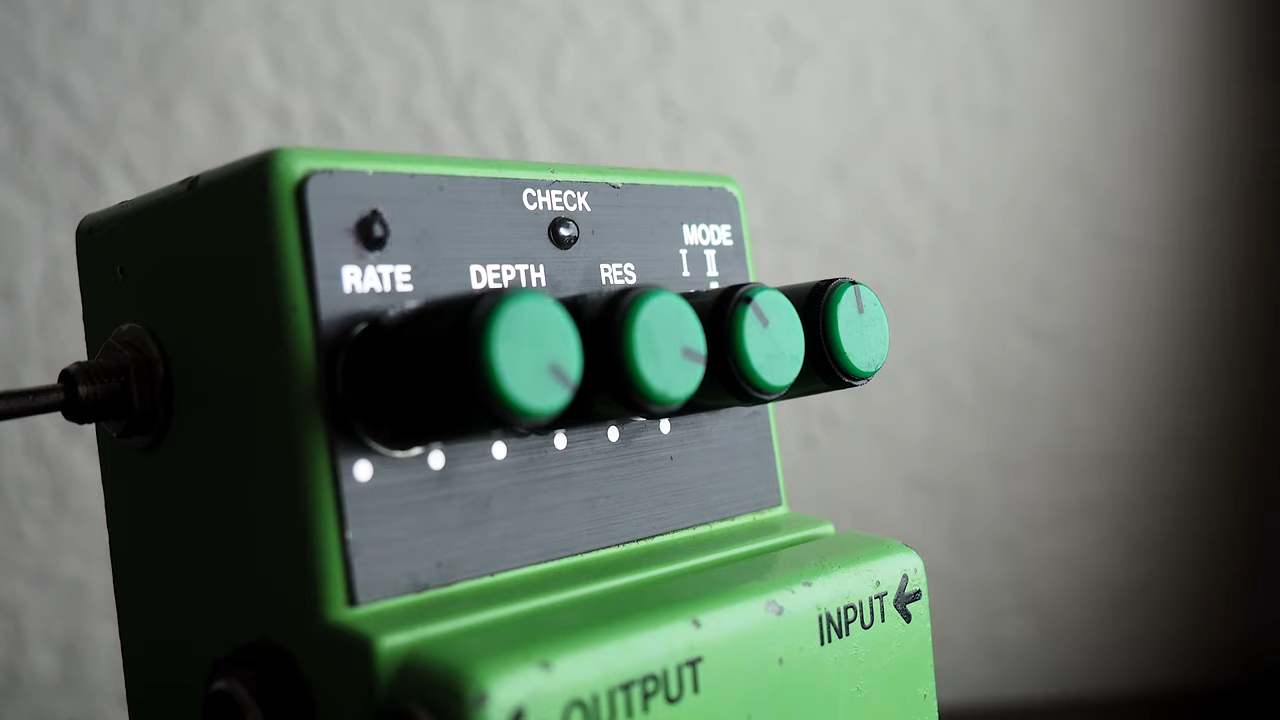 CHECK
MODE
I II
RATE DEPTH RES
INPUT
OUTPUT